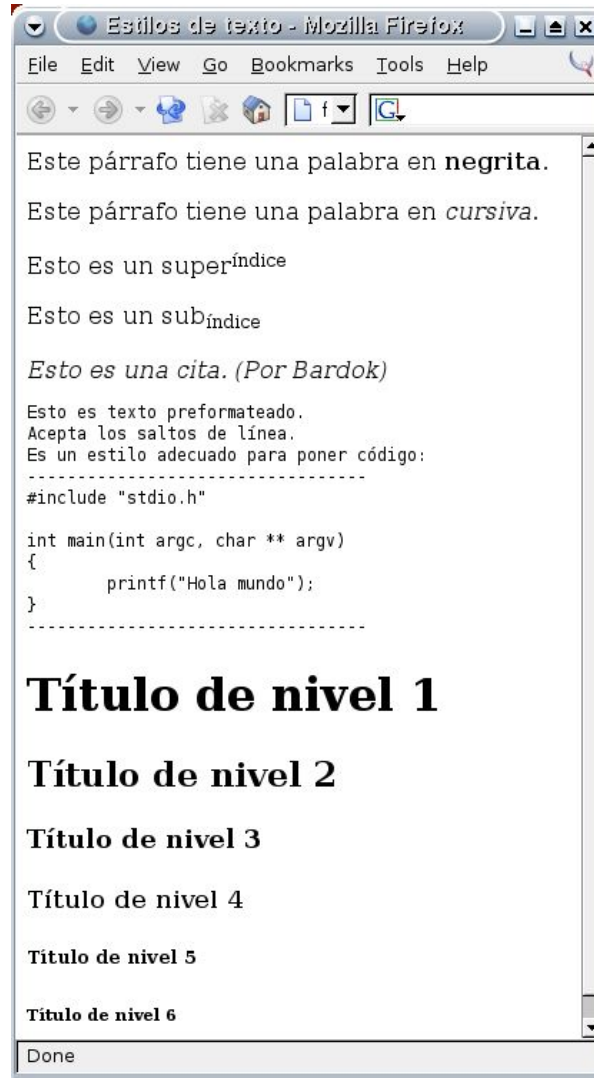 Estilos de texto - Mozilla Firefox
File Edit View Go Bookmarks Tools Help
f
G
Este párrafo tiene una palabra en negrita.
Este párrafo tiene una palabra en cursiva.
Esto es un superíndice
Esto es un subíndice
Esto es una cita. (Por Bardok)
Esto es texto preformateado.
Acepta los saltos de línea.
Es un estilo adecuado para poner código:
----------------------------------
#include "stdio.h"
int main(int argc, char ** argv)
{
        printf("Hola mundo");
}
----------------------------------
Título de nivel 1
Título de nivel 2
Título de nivel 3
Título de nivel 4
Título de nivel 5
Título de nivel 6
Done